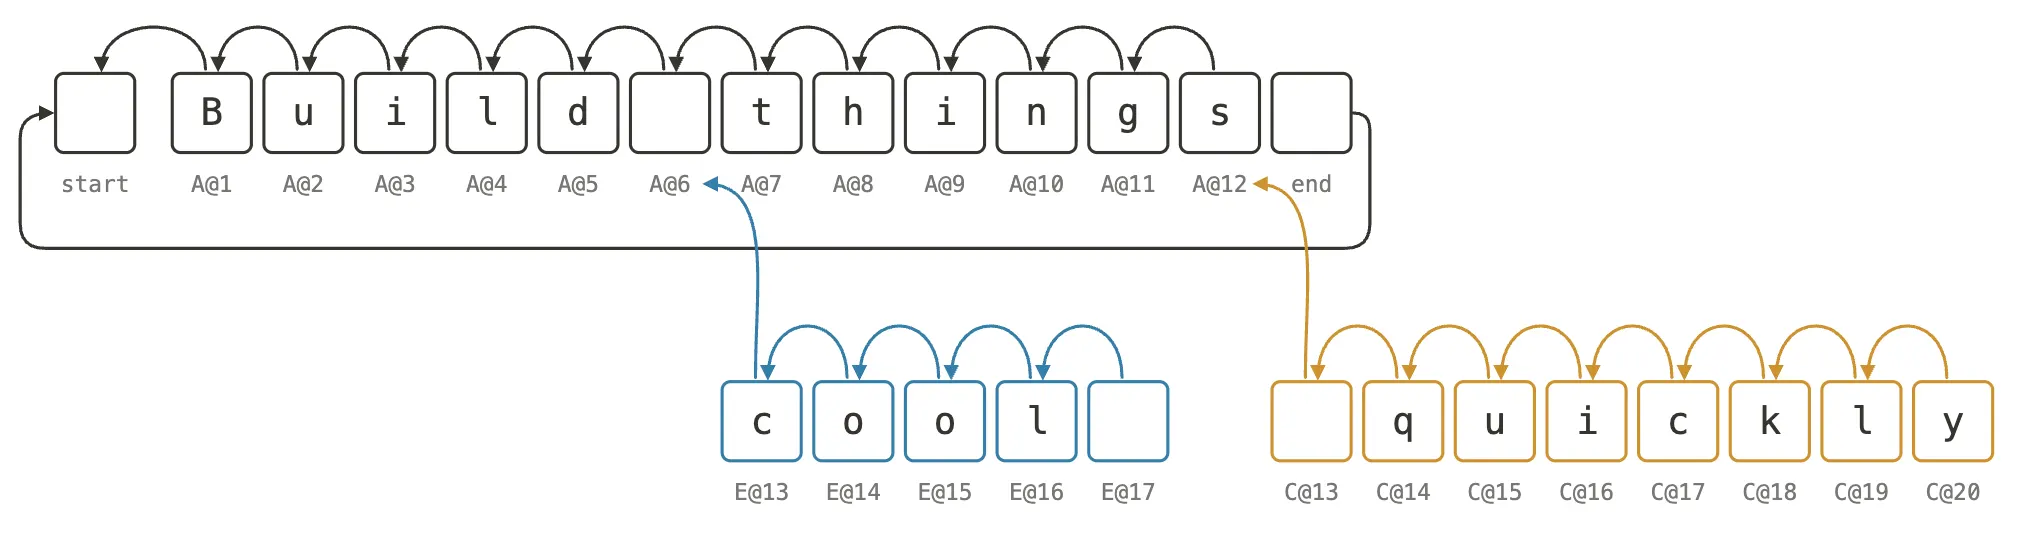 B u i l d t h i n g s
start A@1 A@2 A@3 A@4 A@5 A@6 A@7 A@8 A@9 A@10 A@11 A@12 end
c o o l
E@13 E@14 E@15 E@16 E@17
q u i c k l y
C@13 C@14 C@15 C@16 C@17 C@18 C@19 C@20